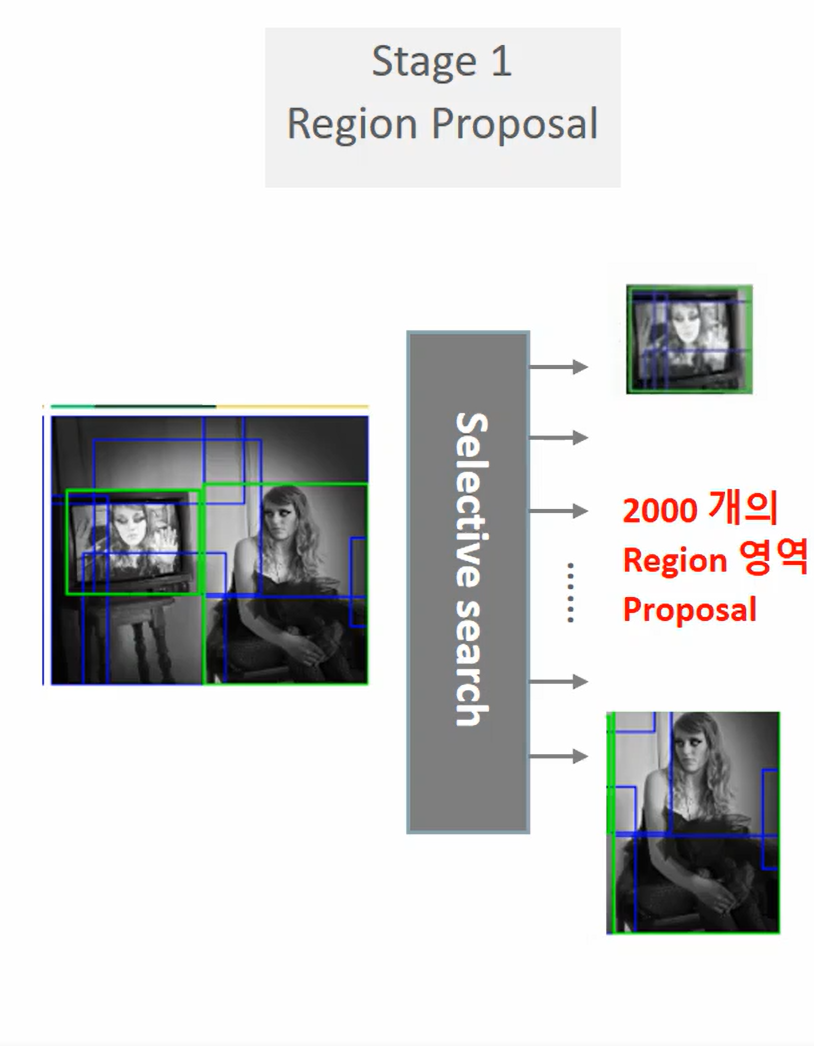 Stage 1
Region Proposal
Selective search
2000 개의
Region 영역
Proposal